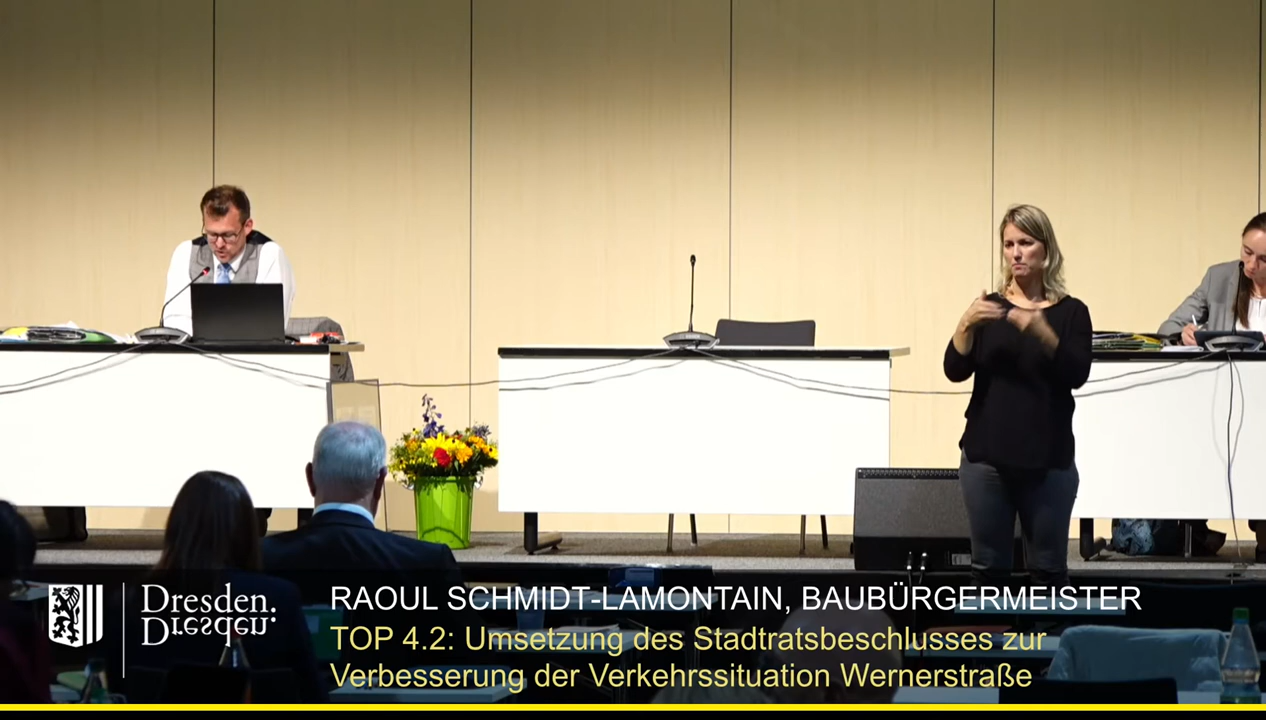 Dresden.
Dresden.
RAOUL SCHMIDT-LAMONTAIN, BAUBÜRGERMEISTER
TOP 4.2: Umsetzung des Stadtratsbeschlusses zur
Verbesserung der Verkehrssituation Wernerstraße